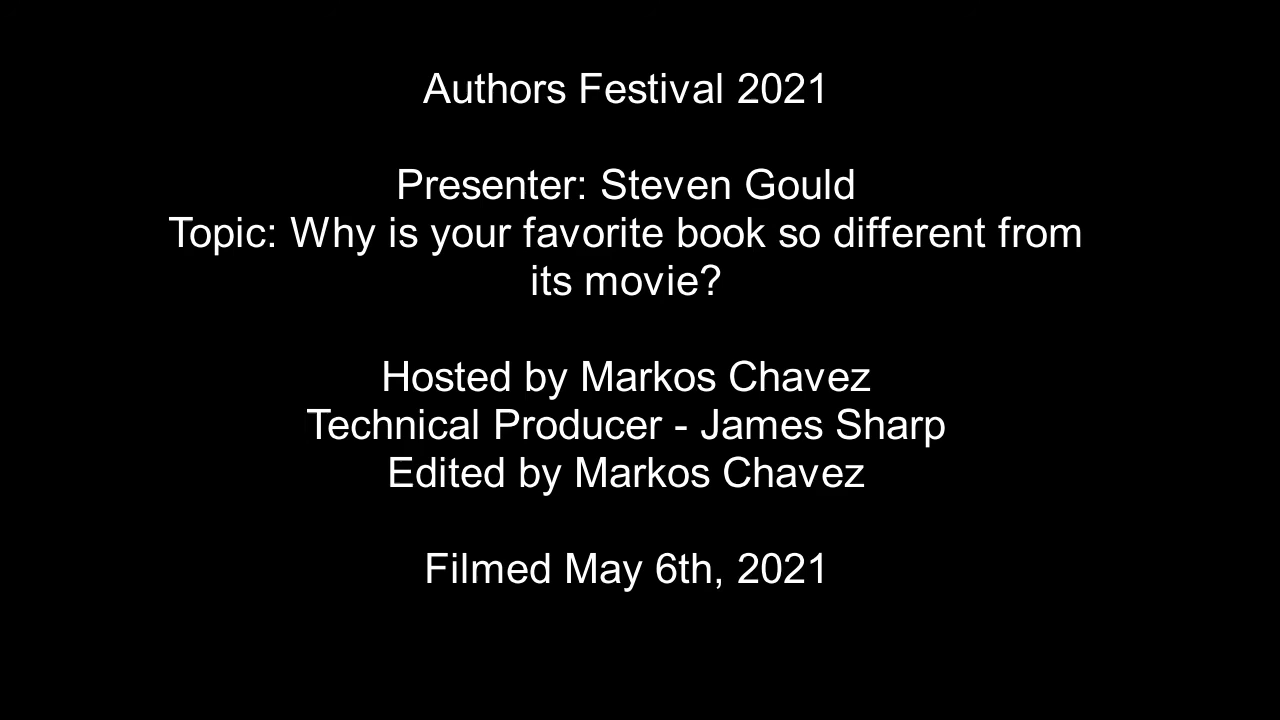 Authors Festival 2021
Presenter: Steven Gould
Topic: Why is your favorite book so different from
its movie?
Hosted by Markos Chavez
Technical Producer - James Sharp
Edited by Markos Chavez
Filmed May 6th, 2021